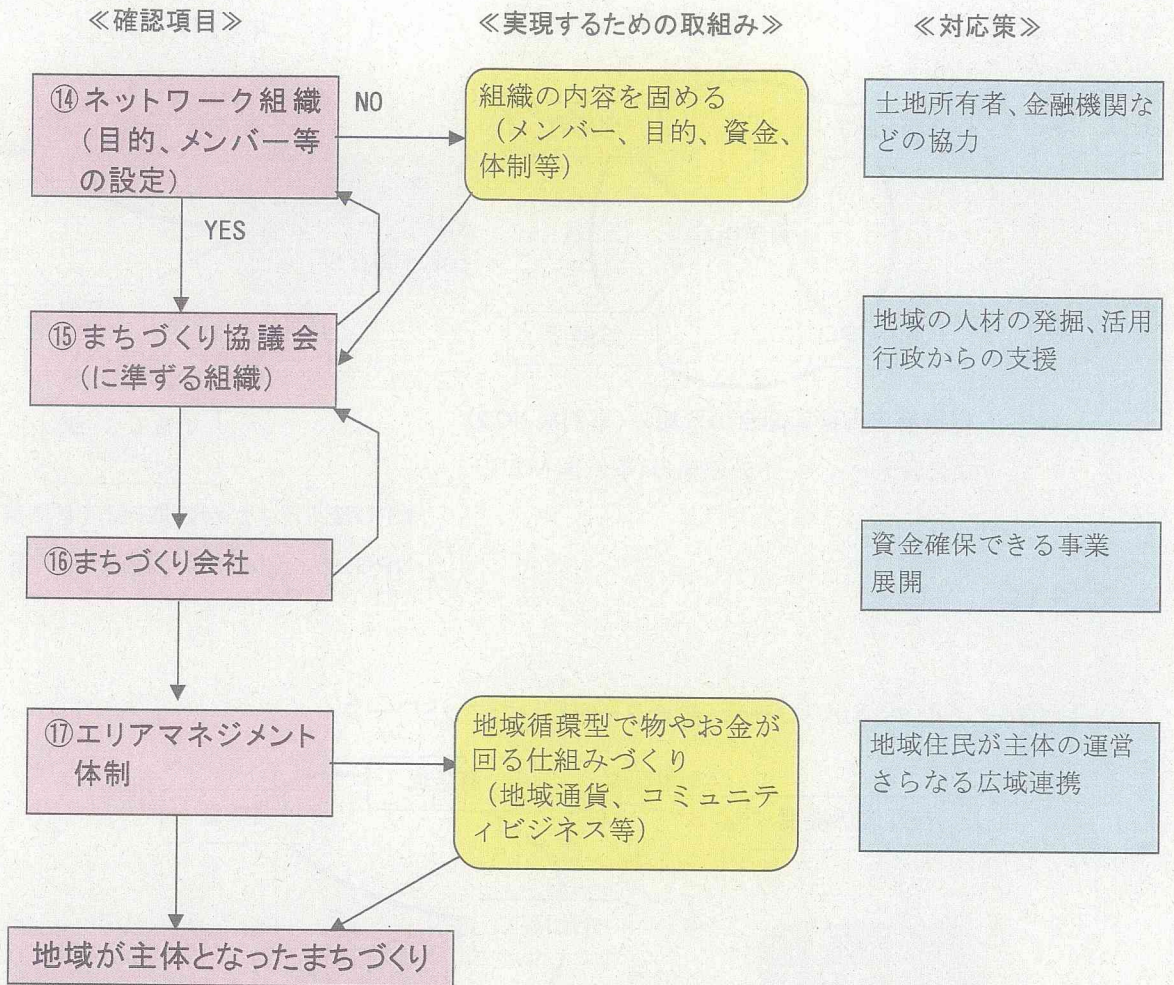 ≪確認項目≫
≪実現するための取組み≫
≪対応策≫
⑭ネットワーク組織
（目的、メンバー等
の設定）
NO
組織の内容を固める
（メンバー、目的、資金、
体制等）
土地所有者、金融機関な
どの協力
YES
⑮まちづくり協議会
（に準ずる組織）
地域の人材の発掘、活用
行政からの支援
⑯まちづくり会社
資金確保できる事業
展開
⑰エリアマネジメント
体制
地域循環型で物やお金が
回る仕組みづくり
（地域通貨、コミュニテ
ィビジネス等）
地域住民が主体の運営
さらなる広域連携
地域が主体となったまちづくり